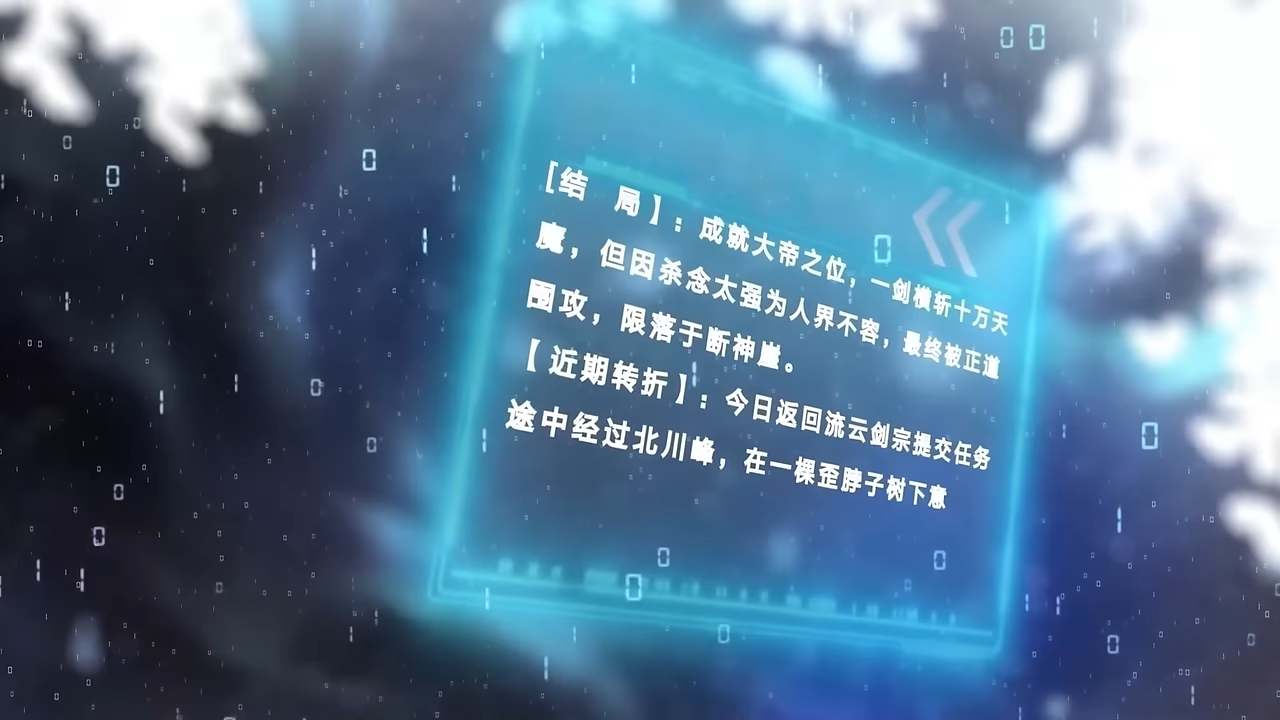 [结 局】：成就大帝之位，一剑横斩十万天
魔，但因杀念太强为人界不容，最终被正道
围攻，限落于断神崖。
【近期转折】：今日返回流云剑宗提交任务
途中经过北川峰，在一棵歪脖子树下意